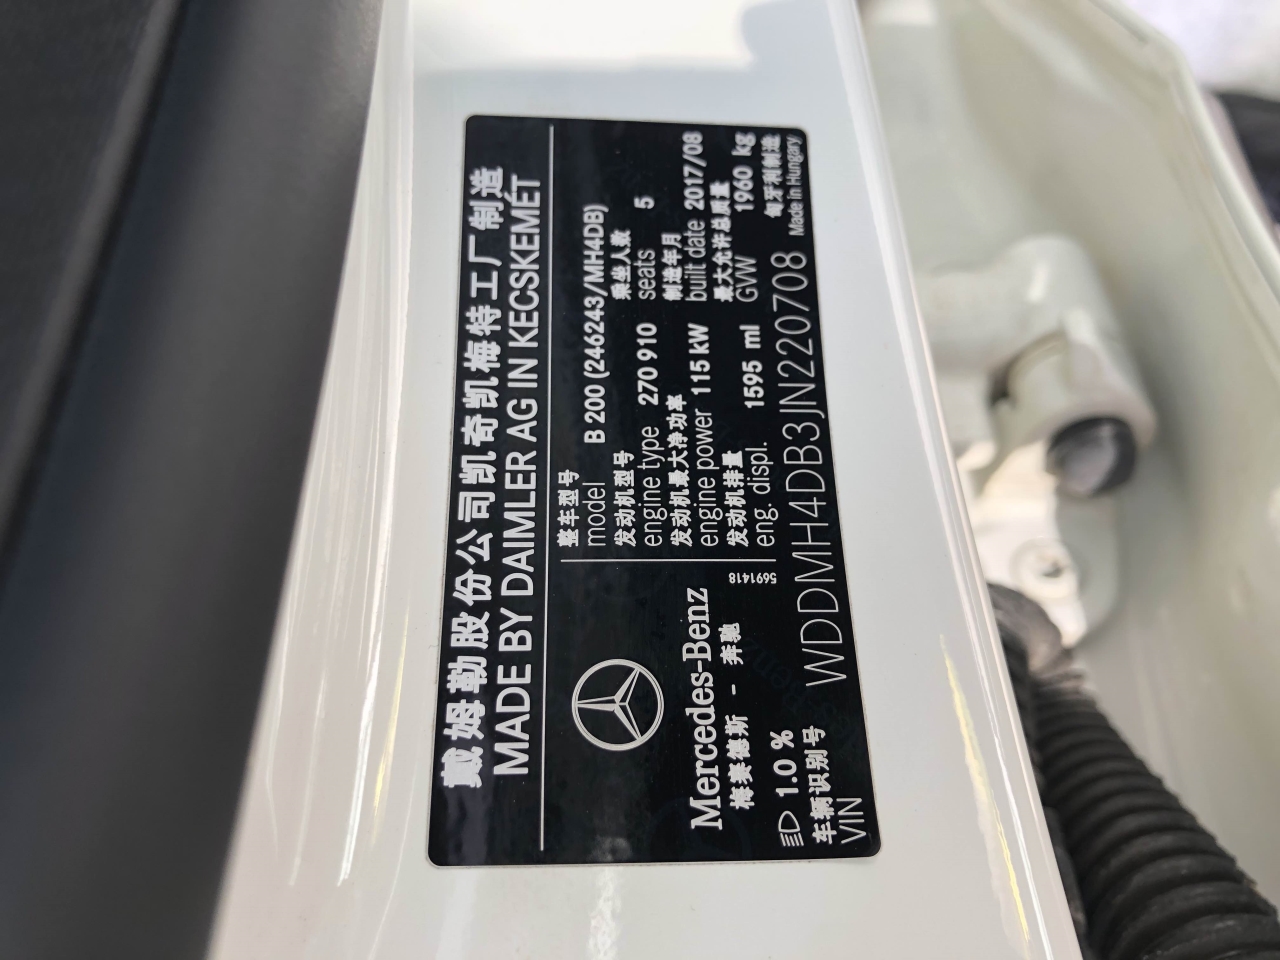 戴姆勒股份公司凯奇凯梅特工厂制造
MADE BY DAIMLER AG IN KECSKEMÉT
Mercedes-Benz
梅赛德斯 - 奔驰
5691418
整车型号
model B 200 (246243/MH4DB)
发动机型号 乘坐人数
engine type 270 910 seats 5
发动机最大净功率 制造年月
engine power 115 kW built date 2017/08
发动机排量 最大允许总质量
eng. displ. 1595 ml GVW 1960 kg
1.0 %
匈牙利制造
Made in Hungary
车辆识别号
VIN WDDMH4DB3JN220708